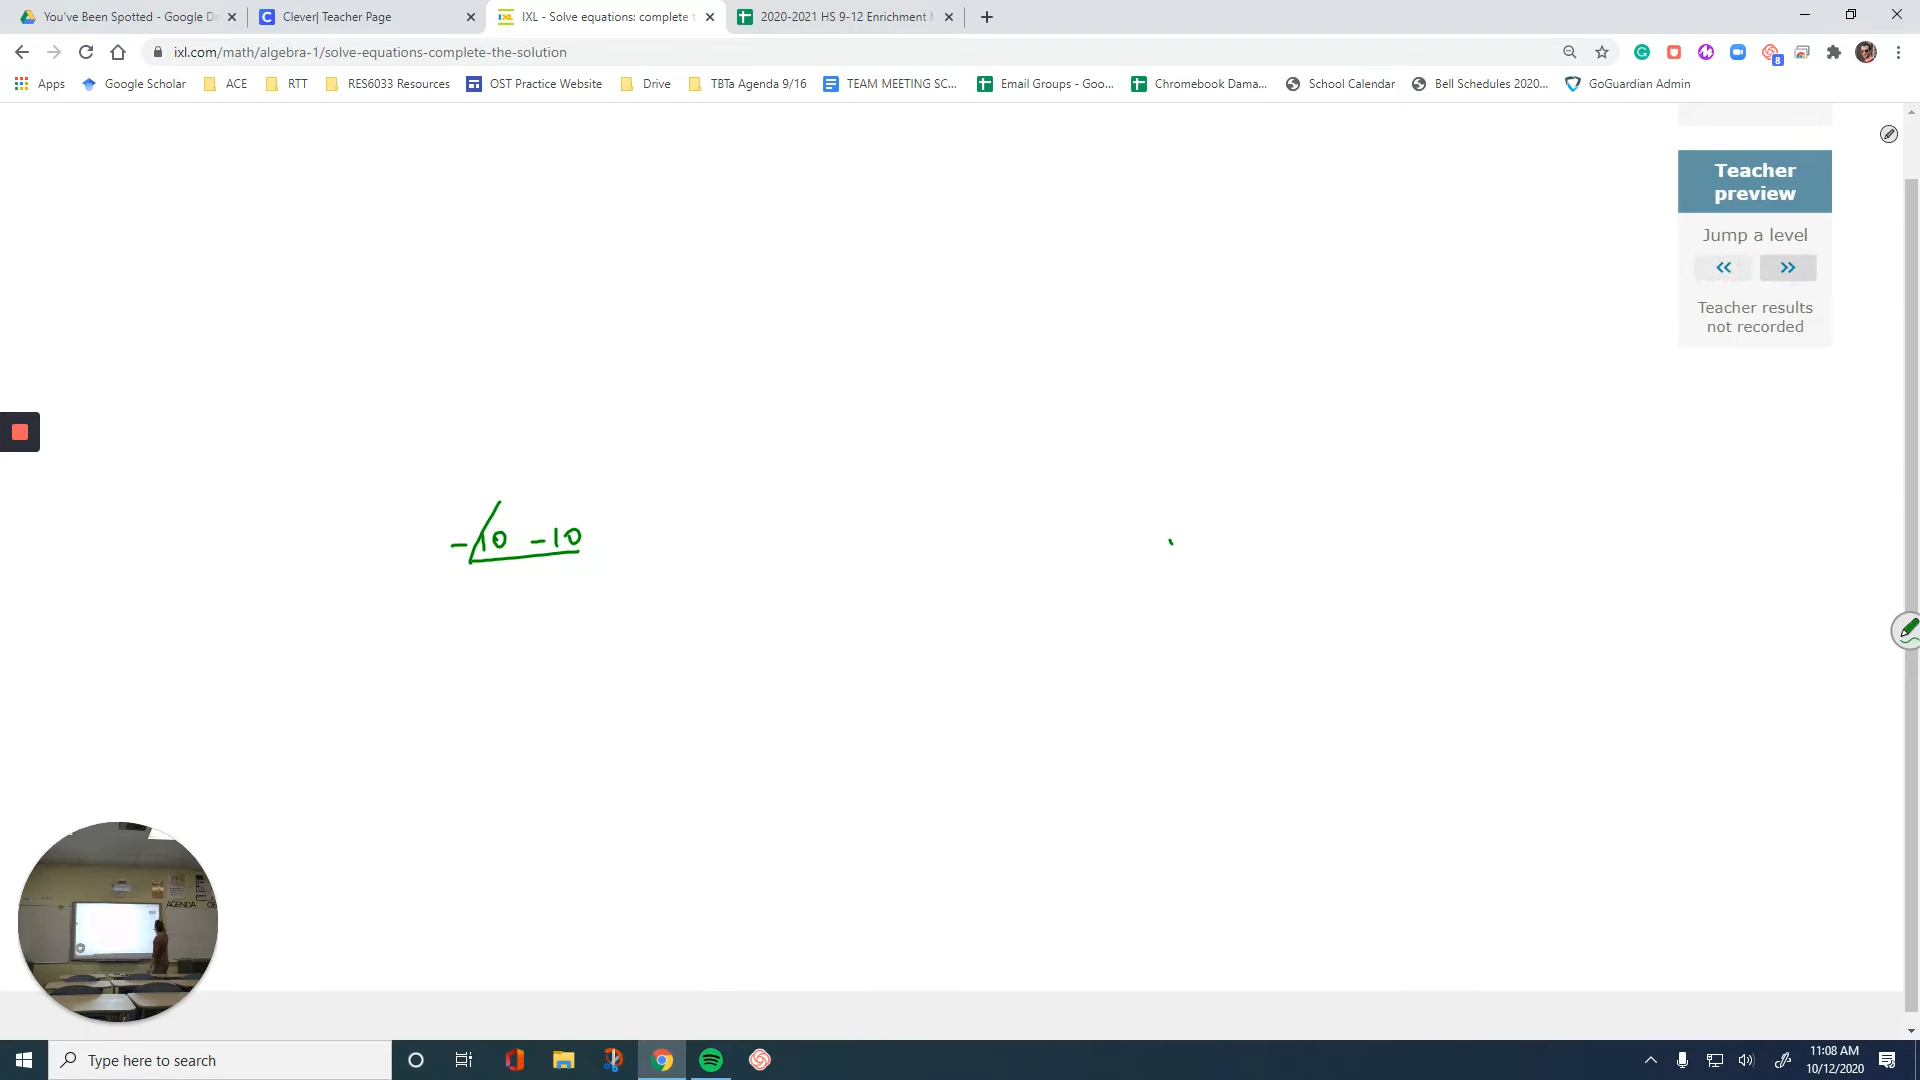 You've Been Spotted - Google Dr
Clever| Teacher Page
IXL - Solve equations: complete t
2020-2021 HS 9-12 Enrichment M
ixl.com/math/algebra-1/solve-equations-complete-the-solution
8
Apps
Google Scholar
ACE
RTT
RES6033 Resources
OST Practice Website
Drive
TBTa Agenda 9/16
TEAM MEETING SC...
Email Groups - Goo...
Chromebook Dama...
School Calendar
Bell Schedules 2020...
GoGuardian Admin
Teacher
preview
Jump a level
<< >>
Teacher results
not recorded
-10 -10
AGENDA
Type here to search
11:08 AM
10/12/2020